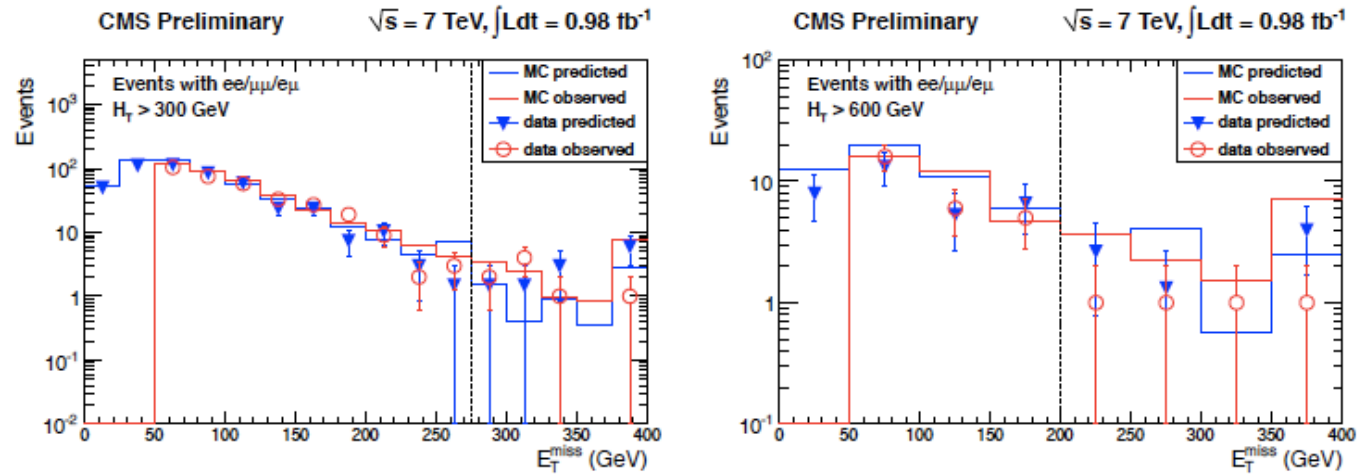 CMS Preliminary √s = 7 TeV, ∫Ldt = 0.98 fb⁻¹
Events
Events with ee/μμ/eμ
H_T > 300 GeV
MC predicted
MC observed
data predicted
data observed
10³
10²
10
1
10⁻¹
10⁻²
0 50 100 150 200 250 300 350 400
E_T^miss (GeV)
CMS Preliminary √s = 7 TeV, ∫Ldt = 0.98 fb⁻¹
Events
Events with ee/μμ/eμ
H_T > 600 GeV
MC predicted
MC observed
data predicted
data observed
10²
10
1
10⁻¹
0 50 100 150 200 250 300 350 400
E_T^miss (GeV)